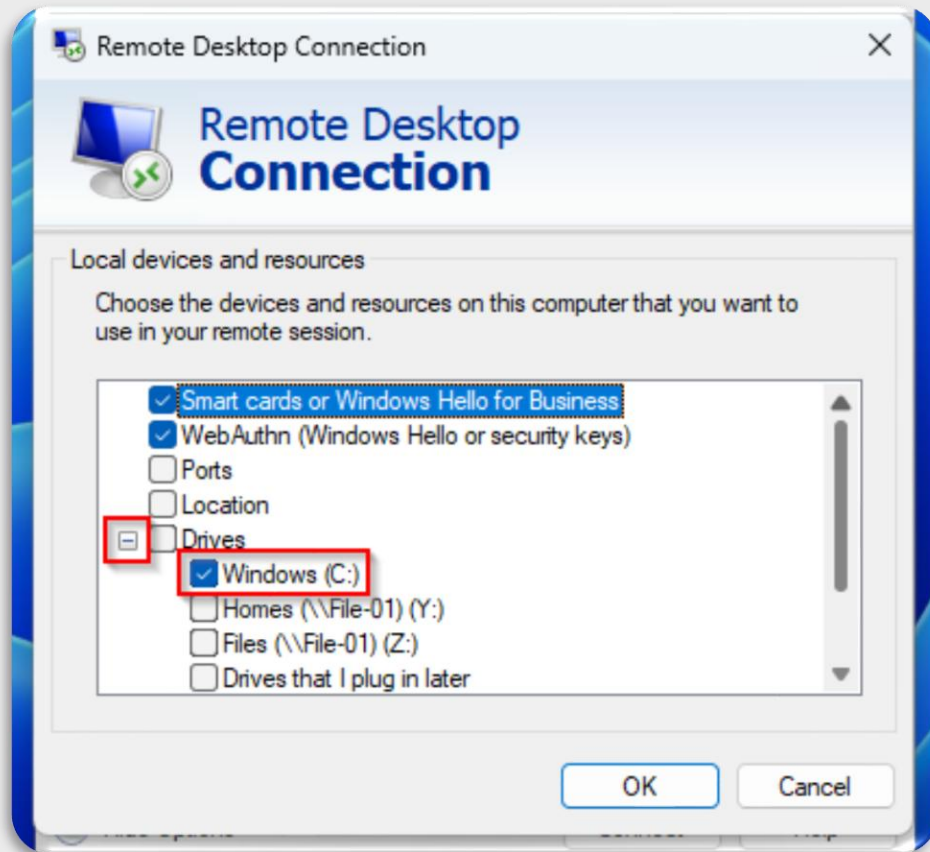 Remote Desktop Connection
Remote Desktop
Connection
Local devices and resources
Choose the devices and resources on this computer that you want to
use in your remote session.
Smart cards or Windows Hello for Business
WebAuthn (Windows Hello or security keys)
Ports
Location
Drives
Windows (C:)
Homes (\\File-01) (Y:)
Files (\\File-01) (Z:)
Drives that I plug in later
OK
Cancel